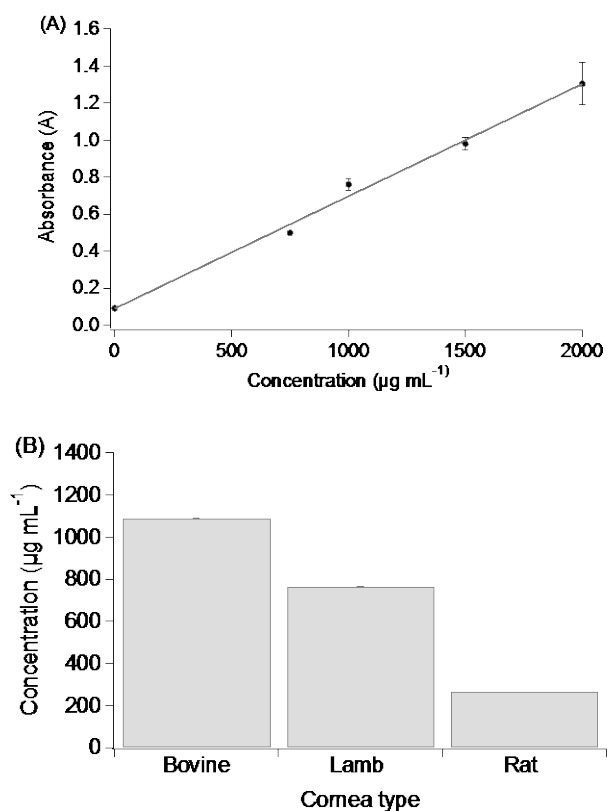 (A)
1.6
1.4
1.2
1.0
0.8
0.6
0.4
0.2
0.0
Absorbance (A)
0 500 1000 1500 2000
Concentration (µg mL⁻¹)
(B)
1400
1200
1000
800
600
400
200
0
Concentration (µg mL⁻¹)
Bovine Lamb Rat
Cornea type